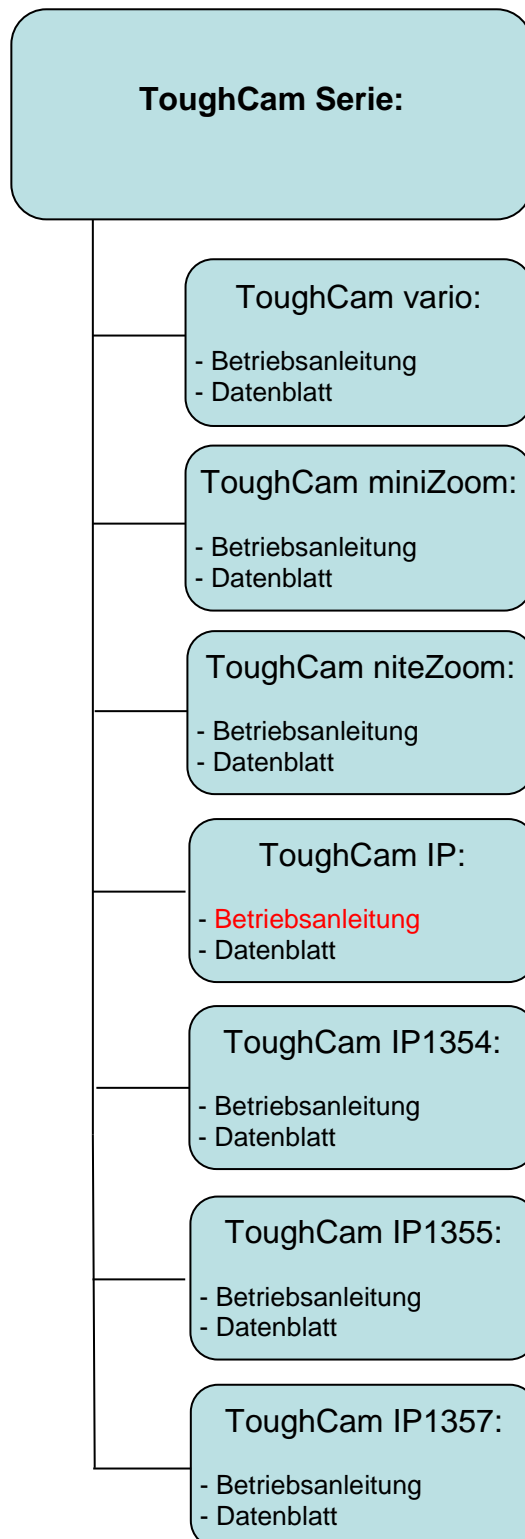 ToughCam Serie:
ToughCam vario:
- Betriebsanleitung
- Datenblatt
ToughCam miniZoom:
- Betriebsanleitung
- Datenblatt
ToughCam niteZoom:
- Betriebsanleitung
- Datenblatt
ToughCam IP:
- Betriebsanleitung
- Datenblatt
ToughCam IP1354:
- Betriebsanleitung
- Datenblatt
ToughCam IP1355:
- Betriebsanleitung
- Datenblatt
ToughCam IP1357:
- Betriebsanleitung
- Datenblatt